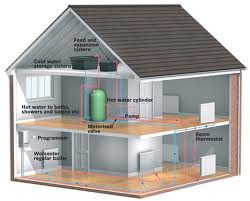 Feed and
expansion
cistern
Cold water
storage cistern
Hot water to baths,
showers and basins etc
Hot water cylinder
Pump
Motorised
valve
Programmer
Room
thermostat
Worcester
regular boiler